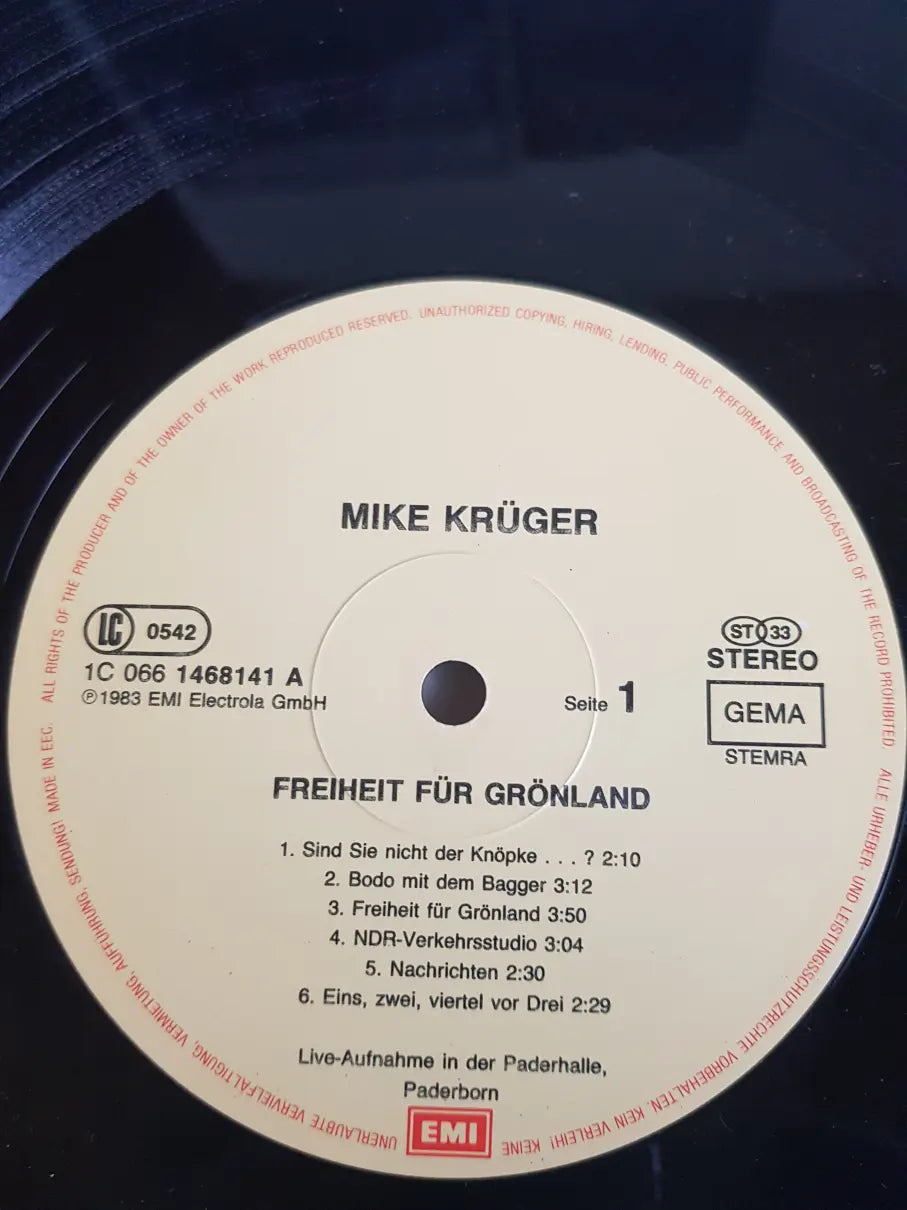 ALL RIGHTS OF THE PRODUCER AND OF THE OWNER OF THE WORK REPRODUCED RESERVED. UNAUTHORIZED COPYING, HIRING, LENDING, PUBLIC PERFORMANCE AND BROADCASTING OF THE RECORD PROHIBITED.
MIKE KRÜGER
LC 0542
1C 066 1468141 A
℗1983 EMI Electrola GmbH
Seite 1
ST 33
STEREO
GEMA
STEMRA
FREIHEIT FÜR GRÖNLAND
1. Sind Sie nicht der Knöpke . . . ? 2:10
2. Bodo mit dem Bagger 3:12
3. Freiheit für Grönland 3:50
4. NDR-Verkehrsstudio 3:04
5. Nachrichten 2:30
6. Eins, zwei, viertel vor Drei 2:29
Live-Aufnahme in der Paderhalle,
Paderborn
EMI
ALLE URHEBER- UND LEISTUNGSSCHUTZRECHTE VORBEHALTEN. KEIN VERLEIH! KEINE UNERLAUBTE VERVIELFÄLTIGUNG, VERMIETUNG, AUFFÜHRUNG, SENDUNG! MADE IN EEC.